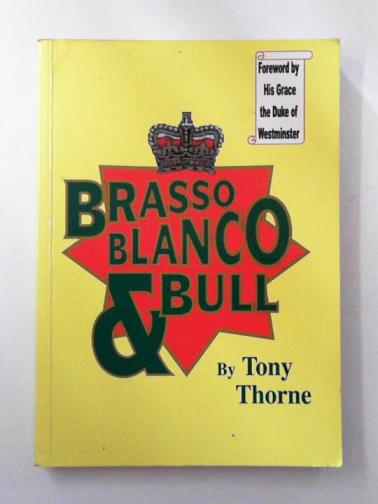 Foreword by
His Grace
the Duke of
Westminster
BRASSO
BLANCO
& BULL
By Tony
Thorne